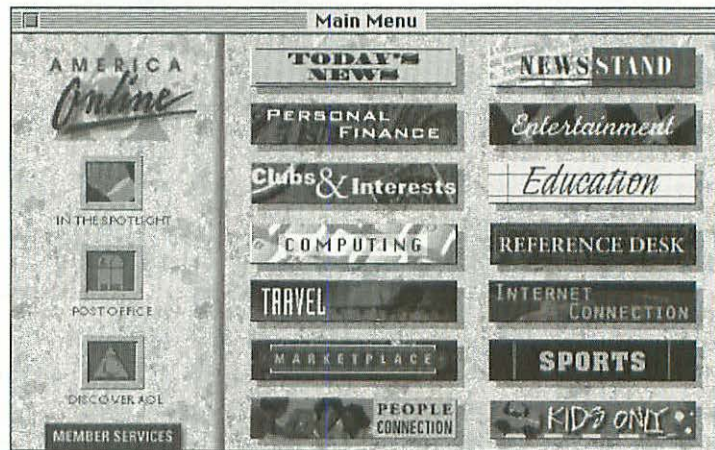 Main Menu
AMERICA
Online
IN THE SPOTLIGHT
POST OFFICE
DISCOVER AOL
MEMBER SERVICES
TODAY'S
NEWS
NEWSSTAND
PERSONAL
FINANCE
Entertainment
Clubs & Interests
Education
COMPUTING
REFERENCE DESK
TRAVEL
INTERNET
CONNECTION
MARKETPLACE
SPORTS
PEOPLE
CONNECTION
KIDS ONLY